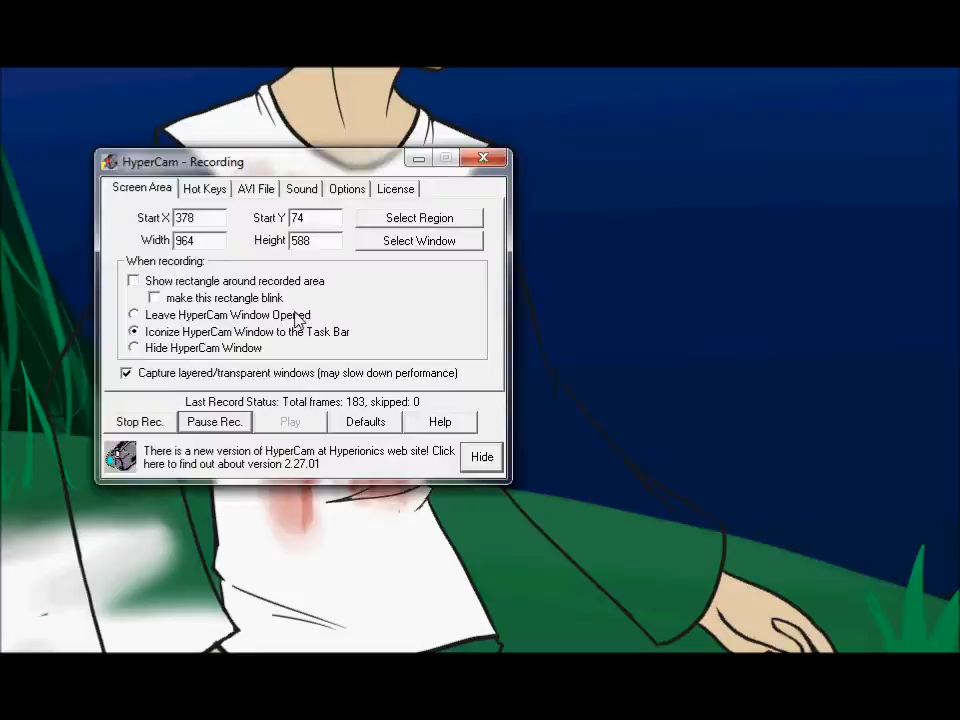 HyperCam - Recording
Screen Area Hot Keys AVI File Sound Options License
Start X 378 Start Y 74 Select Region
Width 964 Height 588 Select Window
When recording:
Show rectangle around recorded area
make this rectangle blink
Leave HyperCam Window Opened
Iconize HyperCam Window to the Task Bar
Hide HyperCam Window
Capture layered/transparent windows (may slow down performance)
Last Record Status: Total frames: 183, skipped: 0
Stop Rec. Pause Rec. Play Defaults Help
There is a new version of HyperCam at Hyperionics web site! Click
here to find out about version 2.27.01
Hide